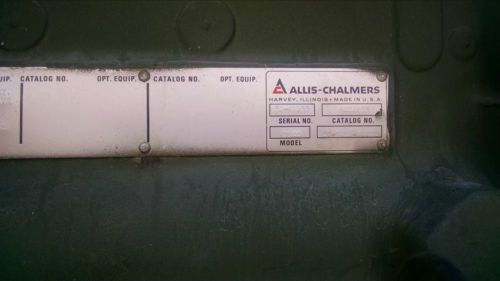 UIP. CATALOG NO. OPT. EQUIP. CATALOG NO. OPT. EQUIP.
ALLIS-CHALMERS
HARVEY, ILLINOIS • MADE IN U.S.A.
SERIAL NO. CATALOG NO.
MODEL